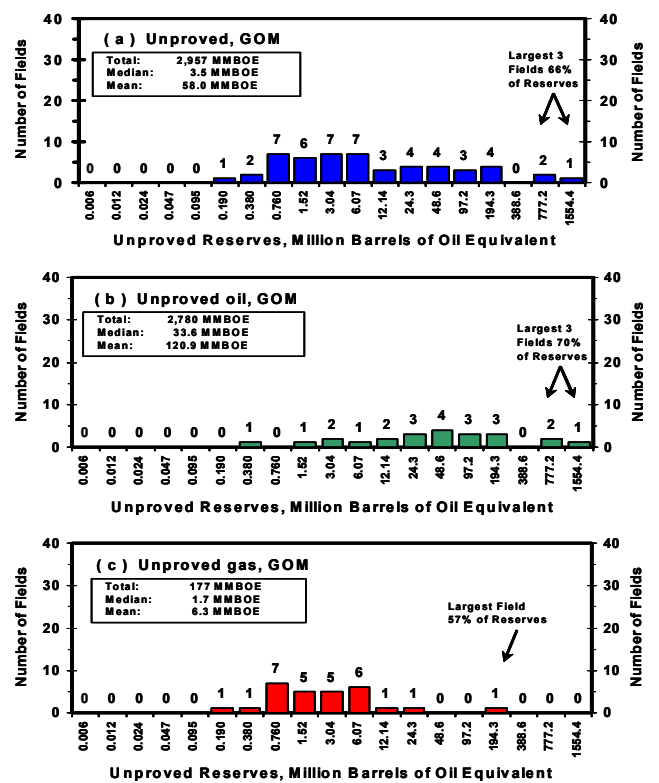 40
30
20
10
0
Number of Fields
( a ) Unproved, GOM
Total: 2,957 MMBOE
Median: 3.5 MMBOE
Mean: 58.0 MMBOE
Largest 3
Fields 66%
of Reserves
0 0 0 0 0 1 2 7 6 7 7 3 4 4 3 4 0 2 1
40
30
20
10
0
Number of Fields
0.006 0.012 0.024 0.047 0.095 0.190 0.380 0.760 1.52 3.04 6.07 12.14 24.3 48.6 97.2 194.3 388.6 777.2 1554.4
Unproved Reserves, Million Barrels of Oil Equivalent
40
30
20
10
0
Number of Fields
( b ) Unproved oil, GOM
Total: 2,780 MMBOE
Median: 33.6 MMBOE
Mean: 120.9 MMBOE
Largest 3
Fields 70%
of Reserves
0 0 0 0 0 0 1 0 1 2 1 2 3 4 3 3 0 2 1
40
30
20
10
0
Number of Fields
0.006 0.012 0.024 0.047 0.095 0.190 0.380 0.760 1.52 3.04 6.07 12.14 24.3 48.6 97.2 194.3 388.6 777.2 1554.4
Unproved Reserves, Million Barrels of Oil Equivalent
40
30
20
10
0
Number of Fields
( c ) Unproved gas, GOM
Total: 177 MMBOE
Median: 1.7 MMBOE
Mean: 6.3 MMBOE
Largest Field
57% of Reserves
0 0 0 0 0 1 1 7 5 5 6 1 1 0 0 1 0 0 0
40
30
20
10
0
Number of Fields
0.006 0.012 0.024 0.047 0.095 0.190 0.380 0.760 1.52 3.04 6.07 12.14 24.3 48.6 97.2 194.3 388.6 777.2 1554.4
Unproved Reserves, Million Barrels of Oil Equivalent